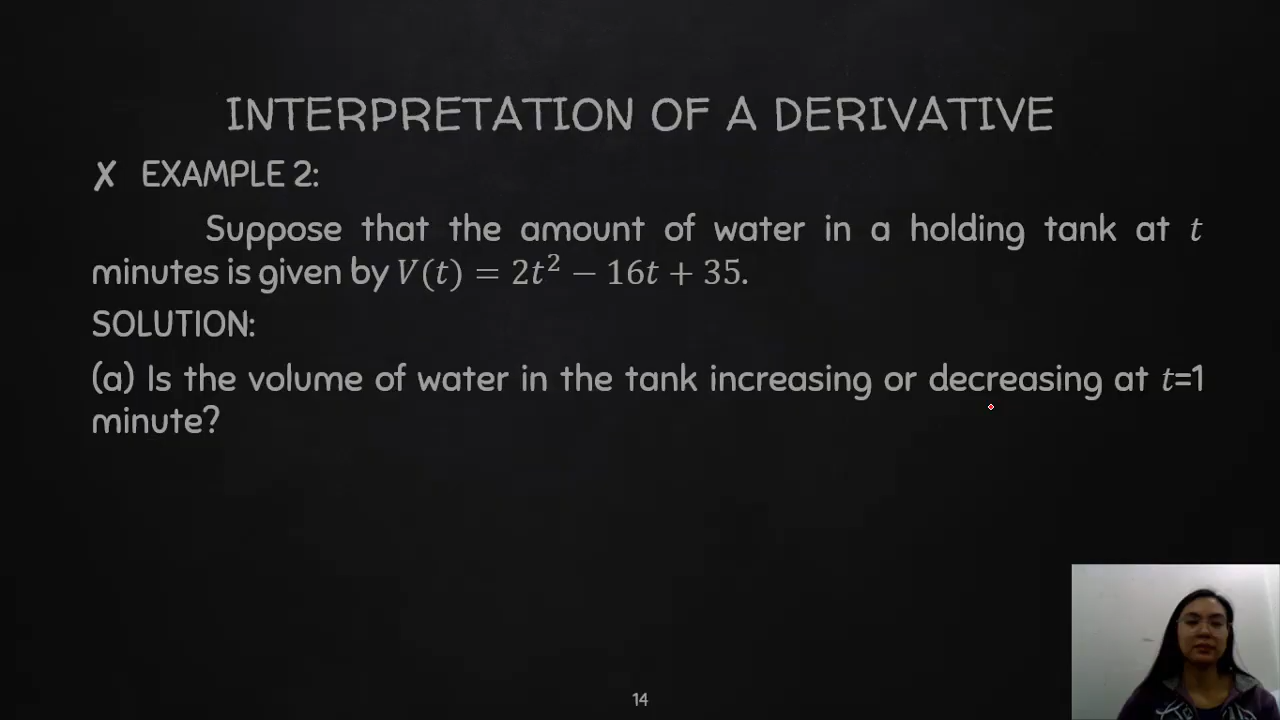 INTERPRETATION OF A DERIVATIVE
✗ EXAMPLE 2:
Suppose that the amount of water in a holding tank at t
minutes is given by V(t) = 2t² − 16t + 35.
SOLUTION:
(a) Is the volume of water in the tank increasing or decreasing at t=1
minute?
14